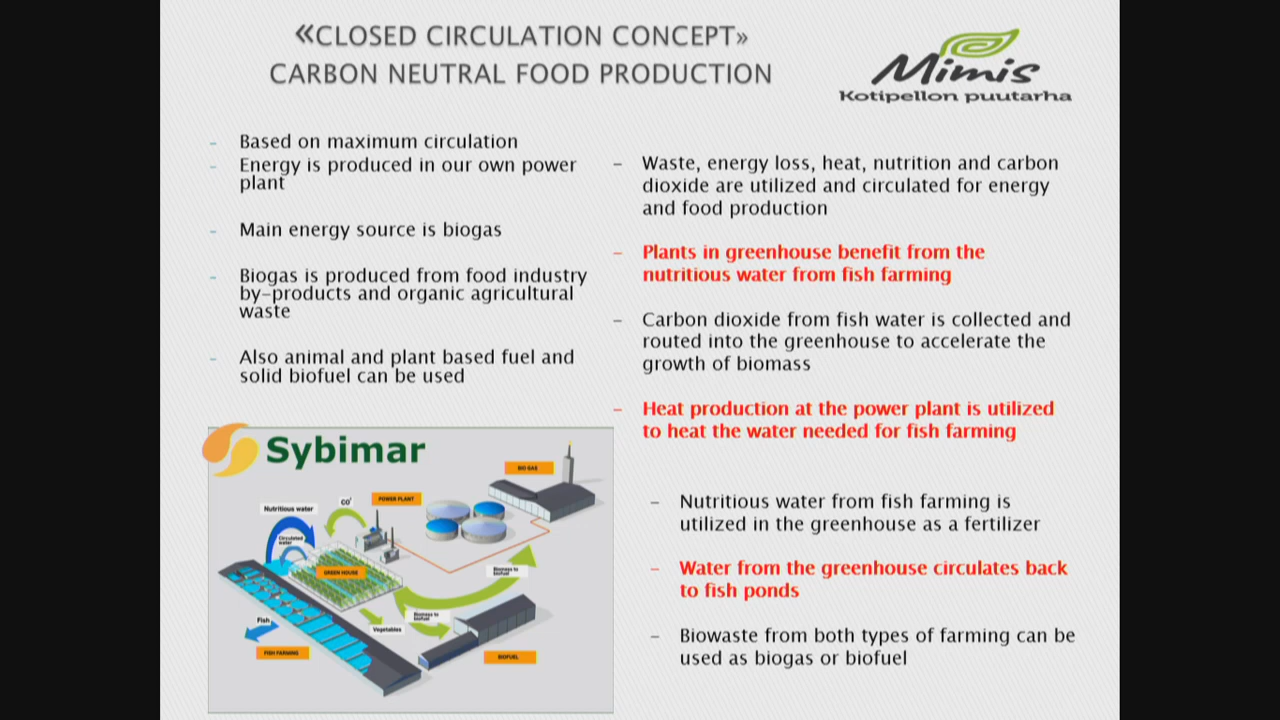 «CLOSED CIRCULATION CONCEPT»
CARBON NEUTRAL FOOD PRODUCTION
Mimis
Kotipellon puutarha
- Based on maximum circulation
- Energy is produced in our own power
plant
- Main energy source is biogas
- Biogas is produced from food industry
by-products and organic agricultural
waste
- Also animal and plant based fuel and
solid biofuel can be used
– Waste, energy loss, heat, nutrition and carbon
dioxide are utilized and circulated for energy
and food production
– Plants in greenhouse benefit from the
nutritious water from fish farming
– Carbon dioxide from fish water is collected and
routed into the greenhouse to accelerate the
growth of biomass
– Heat production at the power plant is utilized
to heat the water needed for fish farming
– Nutritious water from fish farming is
utilized in the greenhouse as a fertilizer
– Water from the greenhouse circulates back
to fish ponds
– Biowaste from both types of farming can be
used as biogas or biofuel
Sybimar
BIO GAS
POWER PLANT
CO²
Nutritious water
Circulated
water
GREEN HOUSE
Biomass to
biofuel
Biomass to
biofuel
Fish
Vegetables
FISH FARMING
BIOFUEL